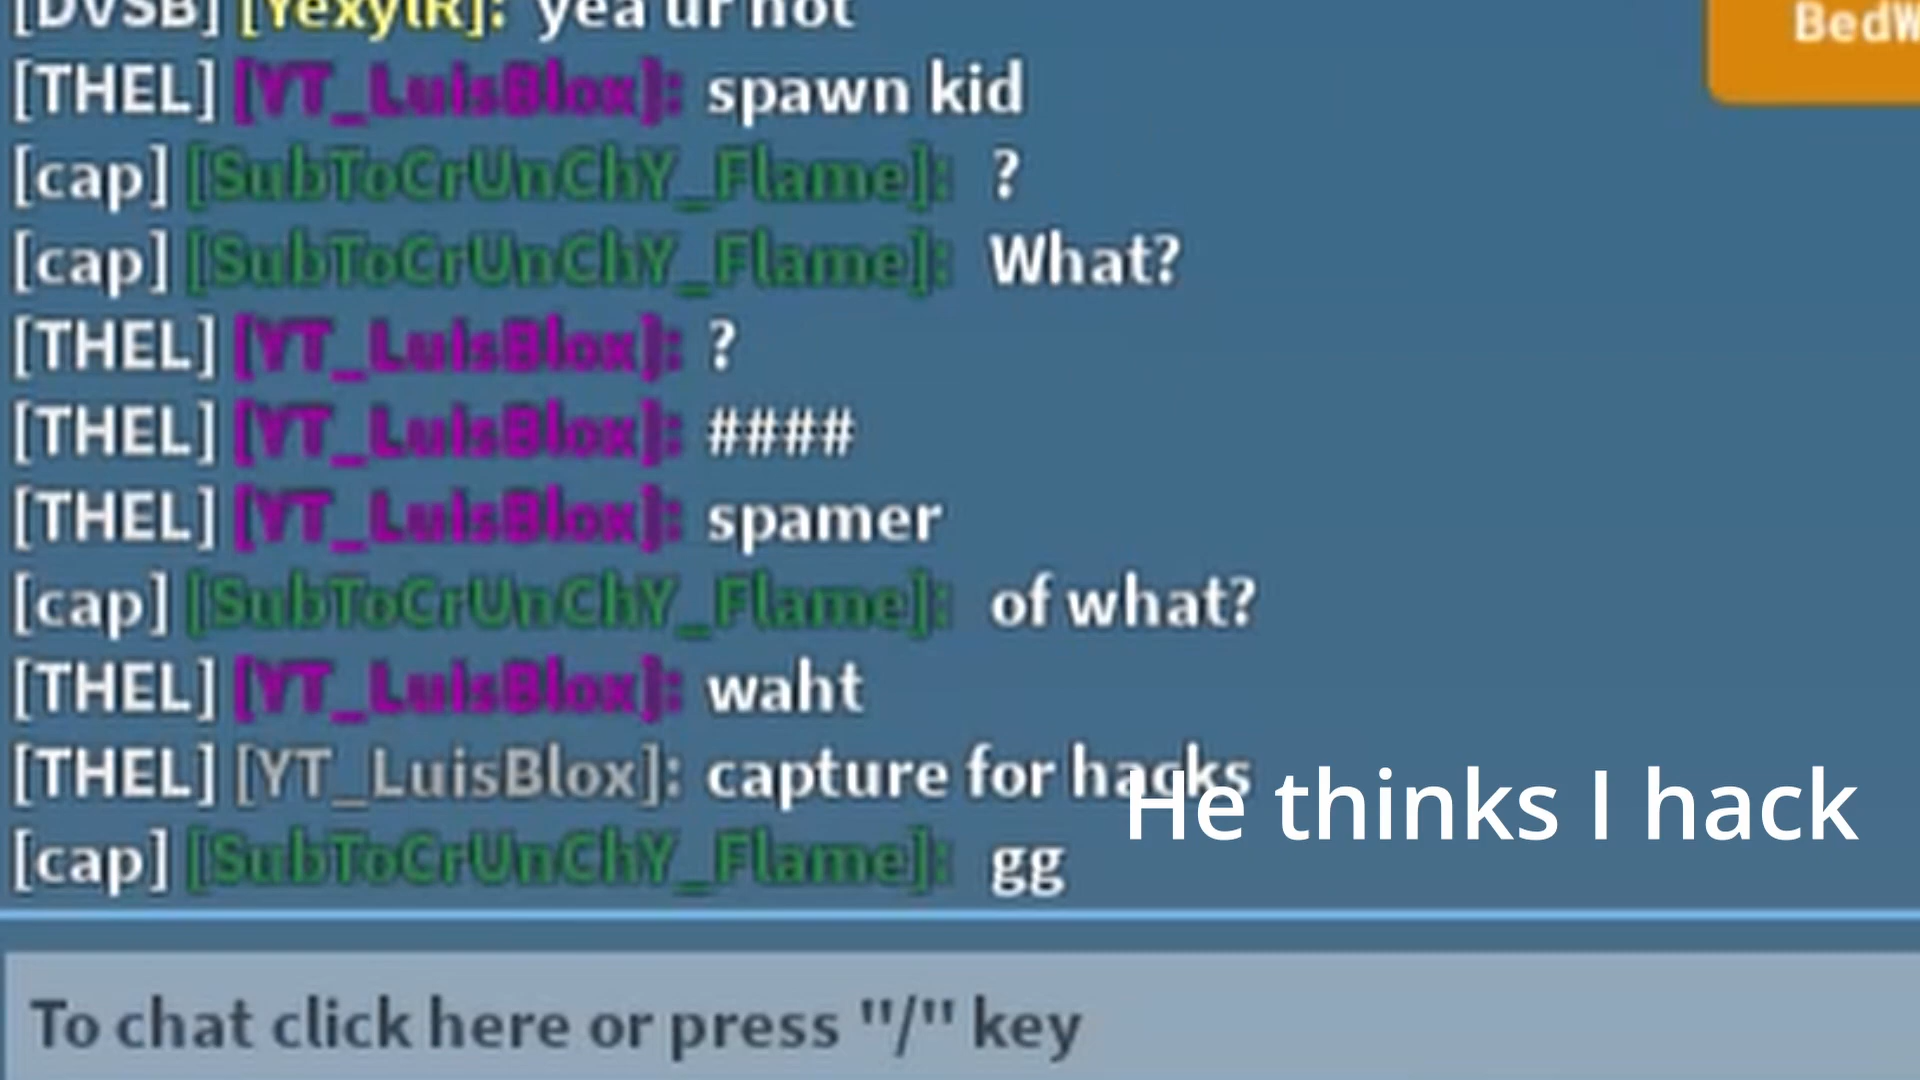 [DVSB] [YexylR]: yea ur not
BedW
[THEL] [YT_LuisBlox]: spawn kid
[cap] [SubToCrUnChY_Flame]: ?
[cap] [SubToCrUnChY_Flame]: What?
[THEL] [YT_LuisBlox]: ?
[THEL] [YT_LuisBlox]: ####
[THEL] [YT_LuisBlox]: spamer
[cap] [SubToCrUnChY_Flame]: of what?
[THEL] [YT_LuisBlox]: waht
[THEL] [YT_LuisBlox]: capture for hacks
He thinks I hack
[cap] [SubToCrUnChY_Flame]: gg
To chat click here or press "/" key